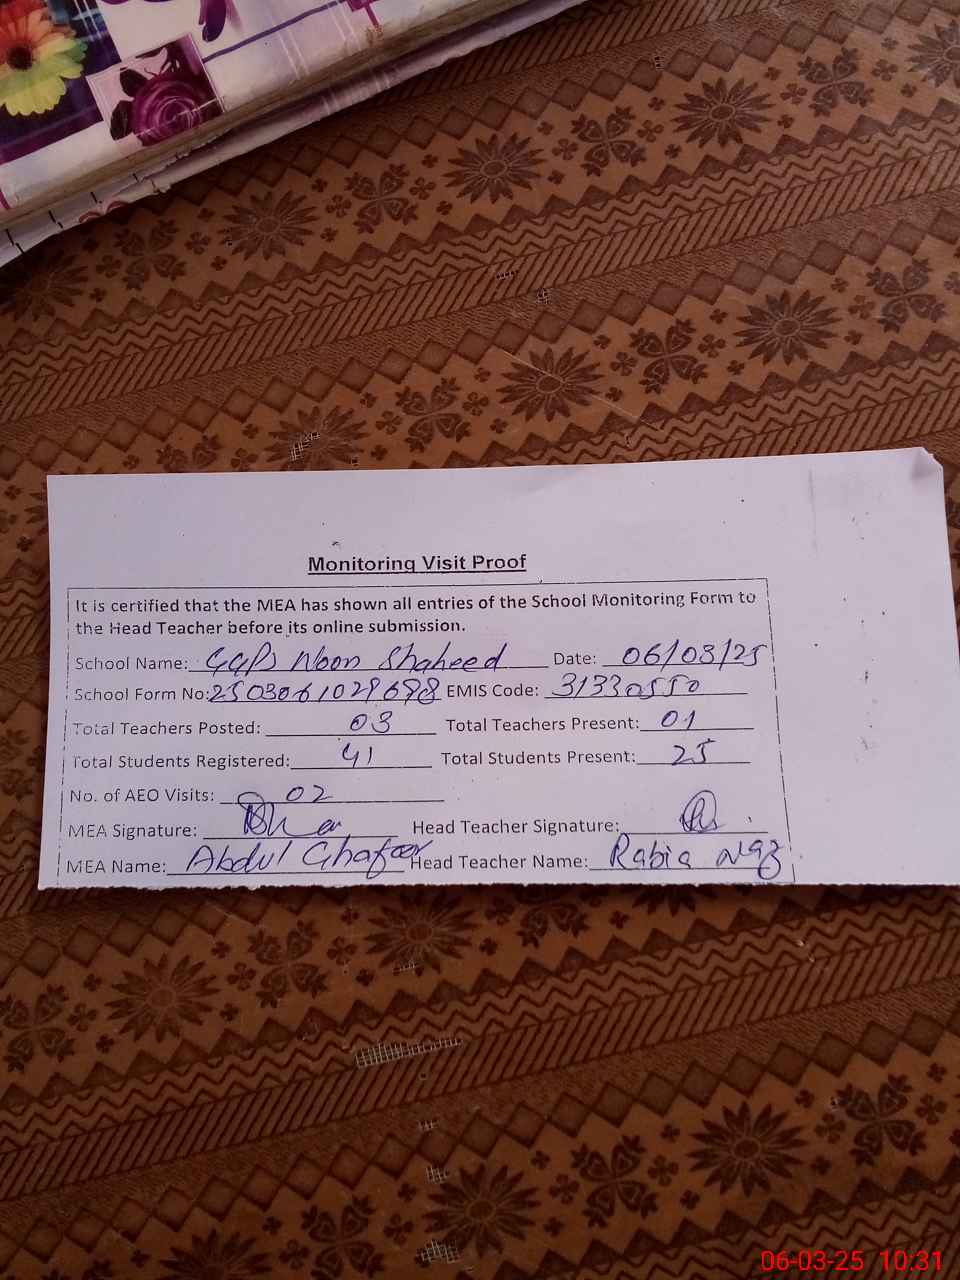 Monitoring Visit Proof
It is certified that the MEA has shown all entries of the School Monitoring Form to
the Head Teacher before its online submission.
School Name: GGPS Noon Shaheed Date: 06/03/25
School Form No: EMIS Code: 31330550
Total Teachers Posted: 03 Total Teachers Present: 01
Total Students Registered: 41 Total Students Present: 25
No. of AEO Visits: 02
MEA Signature: Head Teacher Signature:
MEA Name: Abdul Ghafoor Head Teacher Name: Rabia Naz
06-03-25 10:31